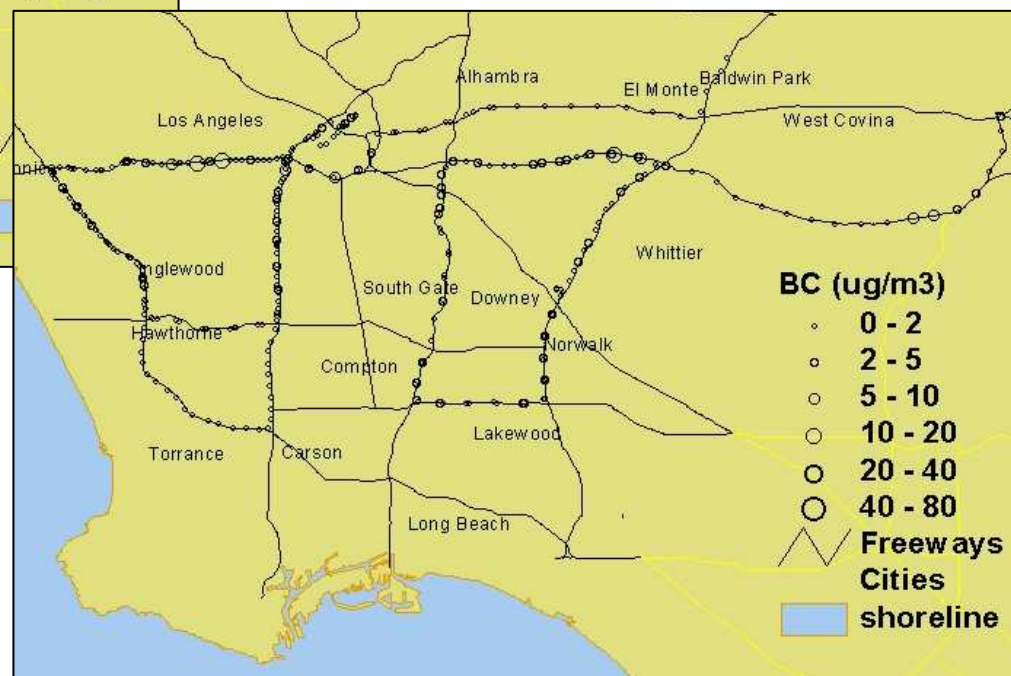 Alhambra
Baldwin Park
El Monte
Los Angeles
West Covina
Whittier
Inglewood
South Gate
Downey
Hawthorne
Norwalk
Compton
Lakewood
Torrance
Carson
Long Beach
BC (ug/m3)
0 - 2
2 - 5
5 - 10
10 - 20
20 - 40
40 - 80
Freeways
Cities
shoreline